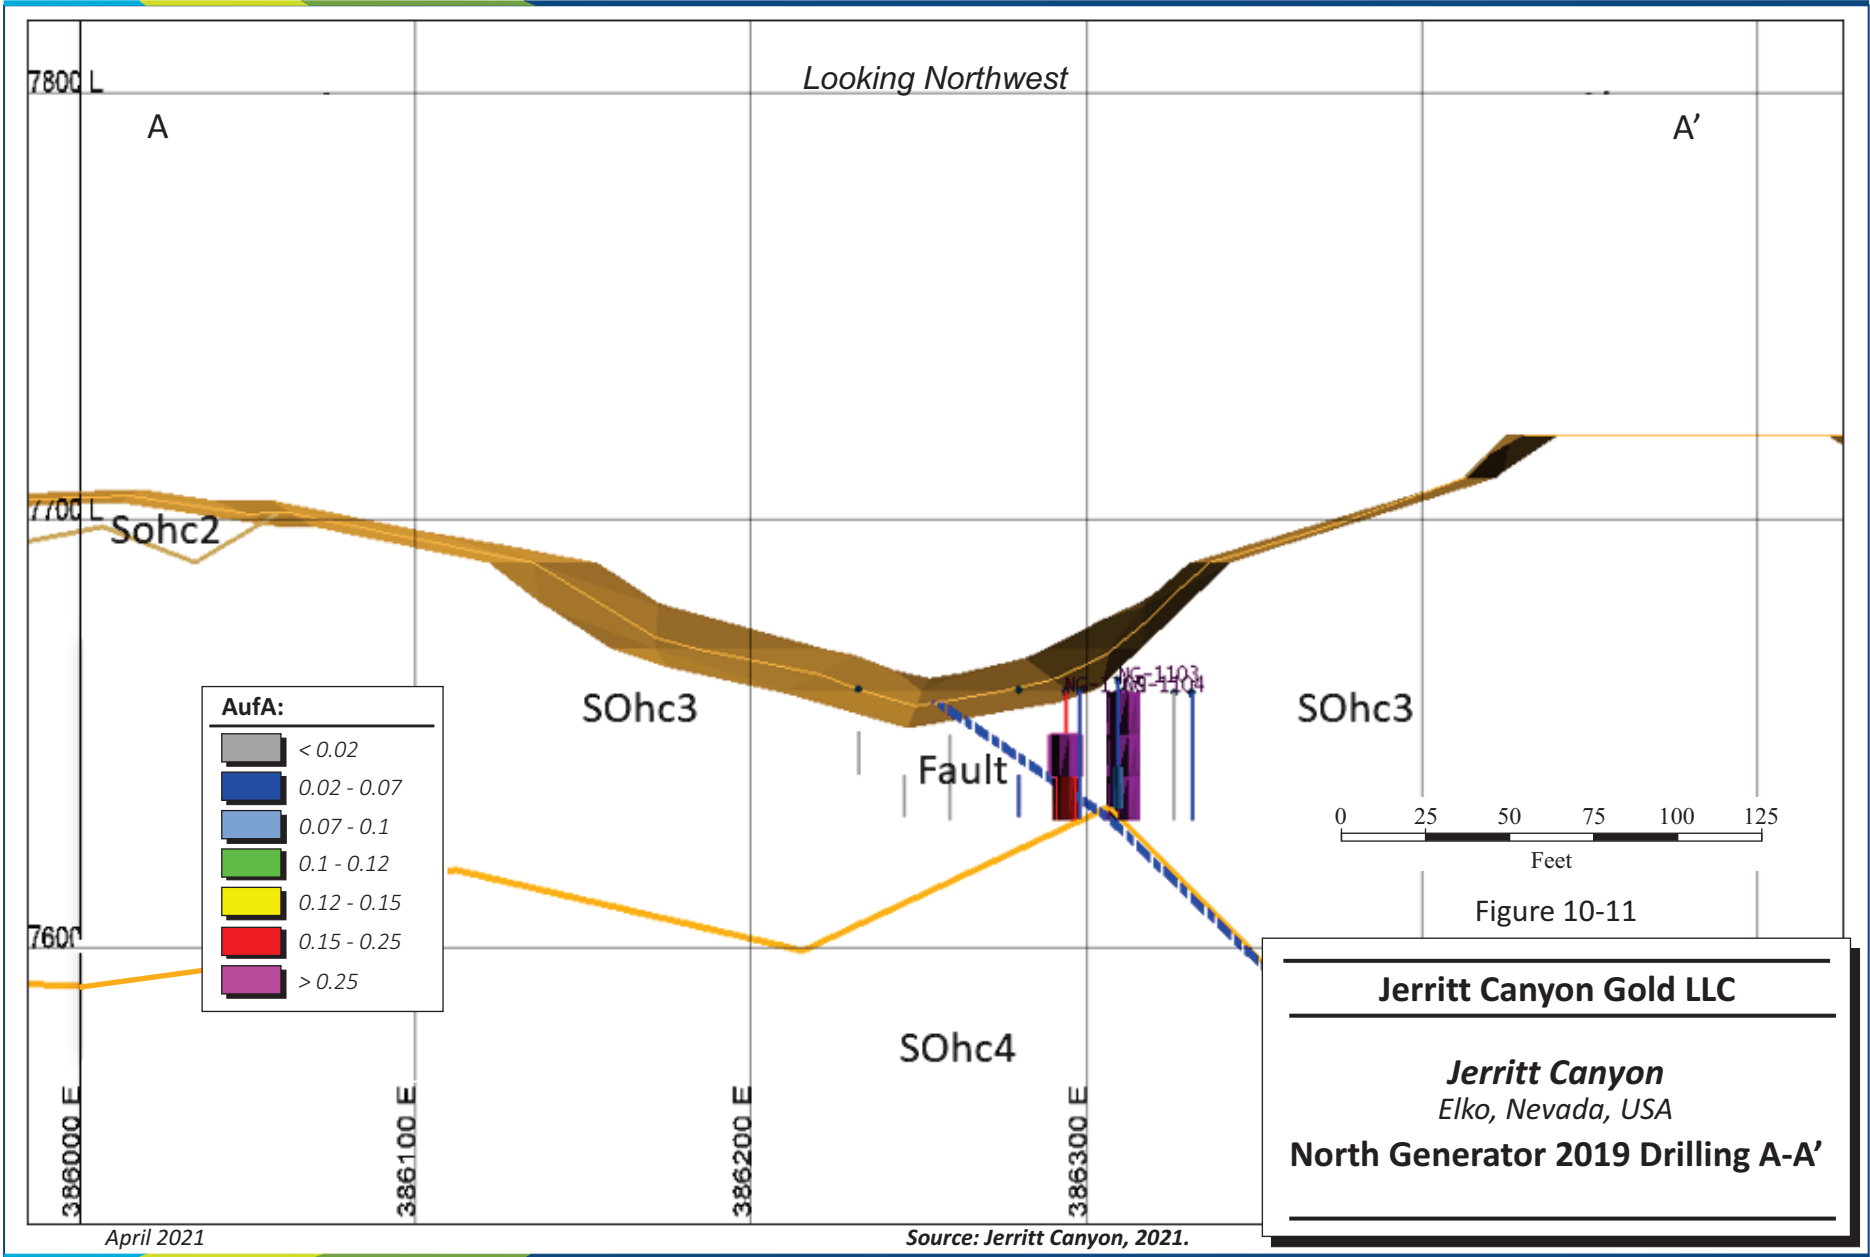 Looking Northwest
7800 L
A
A’
7700 L
Sohc2
NG-1103
SOhc3
SOhc3
AufA:
< 0.02
0.02 - 0.07
0.07 - 0.1
0.1 - 0.12
0.12 - 0.15
0.15 - 0.25
> 0.25
Fault
0 25 50 75 100 125
Feet
Figure 10-11
SOhc4
386000 E
386100 E
386200 E
386300 E
Jerritt Canyon Gold LLC
Jerritt Canyon
Elko, Nevada, USA
North Generator 2019 Drilling A-A’
April 2021
Source: Jerritt Canyon, 2021.